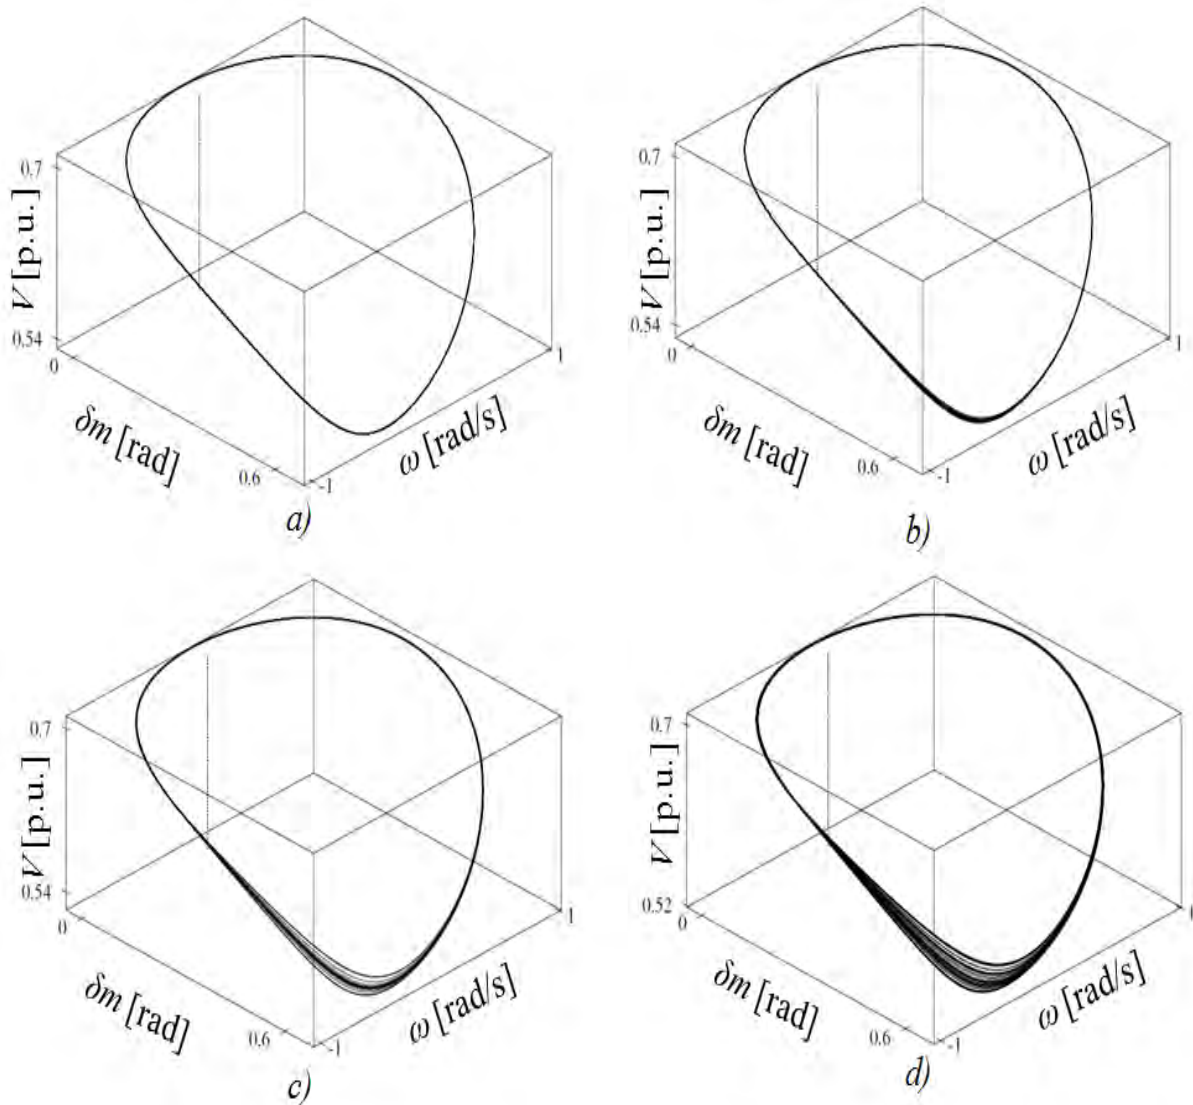 0.7
V [p.u.]
0.54
0
δm [rad]
0.6
-1
ω [rad/s]
1
a)
0.7
V [p.u.]
0.54
0
δm [rad]
0.6
-1
ω [rad/s]
1
b)
0.7
V [p.u.]
0.54
0
δm [rad]
0.6
-1
ω [rad/s]
1
c)
0.7
V [p.u.]
0.52
0
δm [rad]
0.6
-1
ω [rad/s]
d)